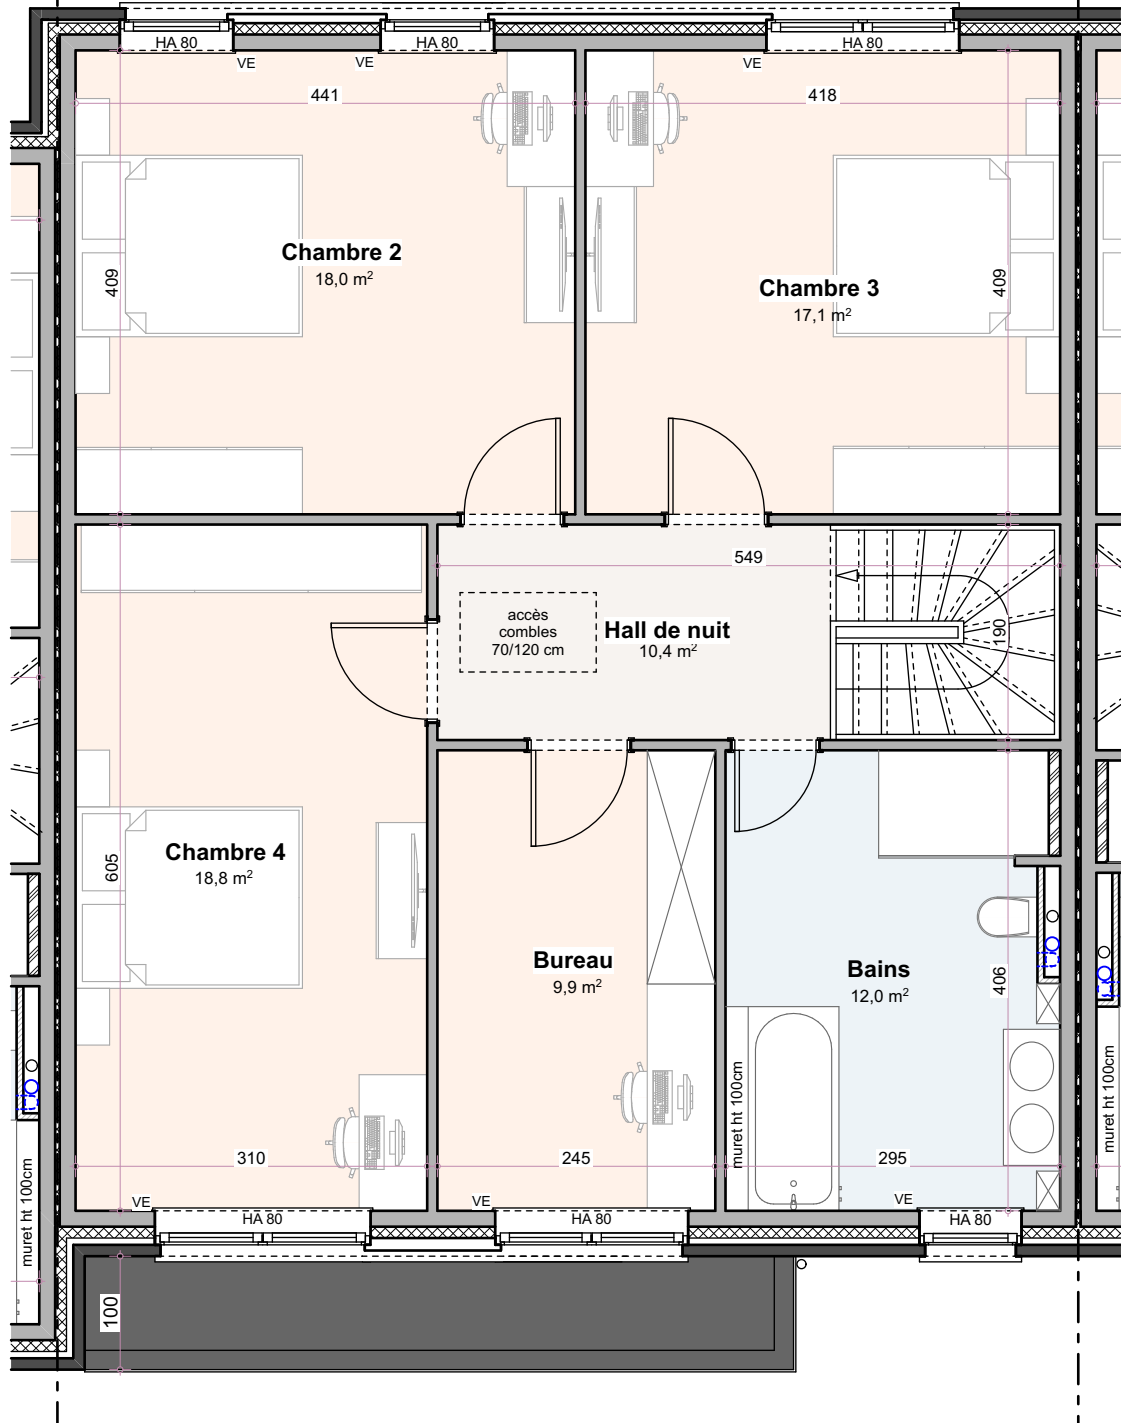 HA 80
HA 80
HA 80
VE
VE
VE
441
418
Chambre 2
18,0 m²
409
Chambre 3
17,1 m²
409
549
accès
combles
70/120 cm
Hall de nuit
10,4 m²
190
Chambre 4
18,8 m²
605
Bureau
9,9 m²
Bains
12,0 m²
406
muret ht 100cm
muret ht 100cm
muret ht 100cm
310
245
295
VE
VE
VE
HA 80
HA 80
HA 80
100